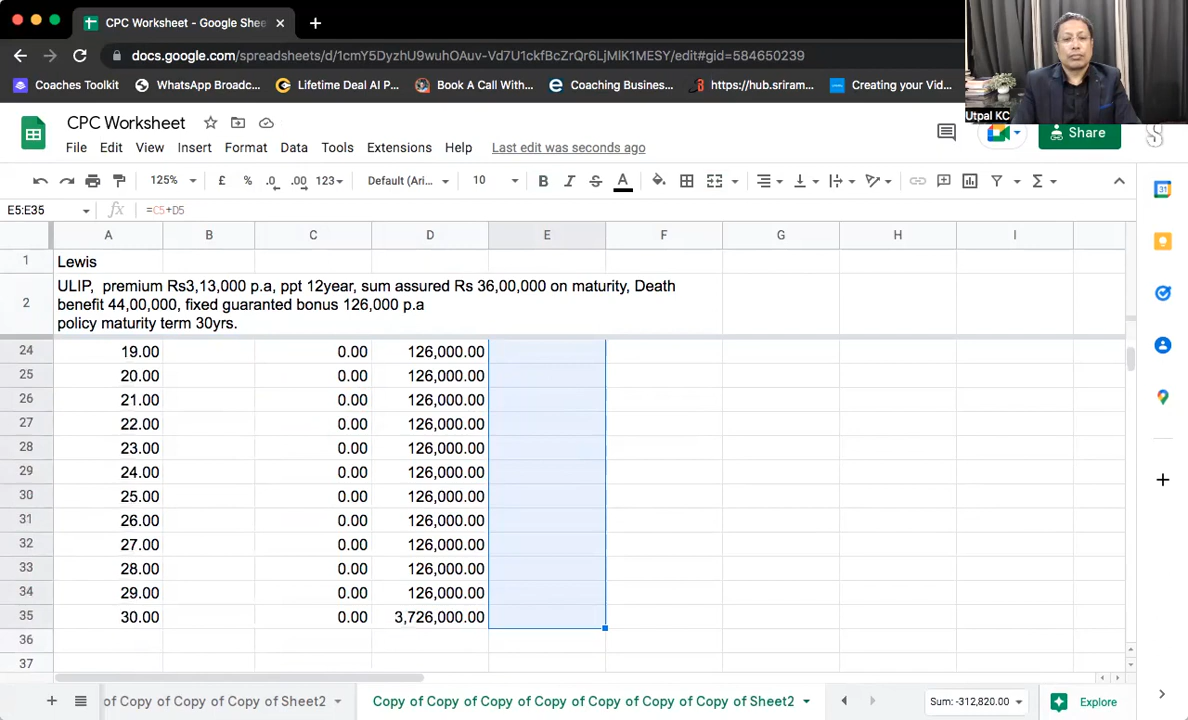 CPC Worksheet - Google Shee
docs.google.com/spreadsheets/d/1cmY5DyzhU9wuhOAuv-Vd7U1ckfBcZrQr6LjMlK1MESY/edit#gid=584650239
Coaches Toolkit WhatsApp Broadc... Lifetime Deal AI P... Book A Call With... Coaching Busines... https://hub.sriram... Creating your Vid...
Utpal KC
CPC Worksheet
Share
File Edit View Insert Format Data Tools Extensions Help Last edit was seconds ago
125% £ % .0 .00 123 Default (Ari... 10 B I S A
E5:E35 fx =C5+D5
A B C D E F G H I
1 Lewis
2 ULIP, premium Rs3,13,000 p.a, ppt 12year, sum assured Rs 36,00,000 on maturity, Death
benefit 44,00,000, fixed guaranted bonus 126,000 p.a
policy maturity term 30yrs.
24 19.00 0.00 126,000.00
25 20.00 0.00 126,000.00
26 21.00 0.00 126,000.00
27 22.00 0.00 126,000.00
28 23.00 0.00 126,000.00
29 24.00 0.00 126,000.00
30 25.00 0.00 126,000.00
31 26.00 0.00 126,000.00
32 27.00 0.00 126,000.00
33 28.00 0.00 126,000.00
34 29.00 0.00 126,000.00
35 30.00 0.00 3,726,000.00
36
37
of Copy of Copy of Copy of Sheet2 Copy of Copy of Copy of Copy of Copy of Copy of Copy of Sheet2 Sum: -312,820.00 Explore